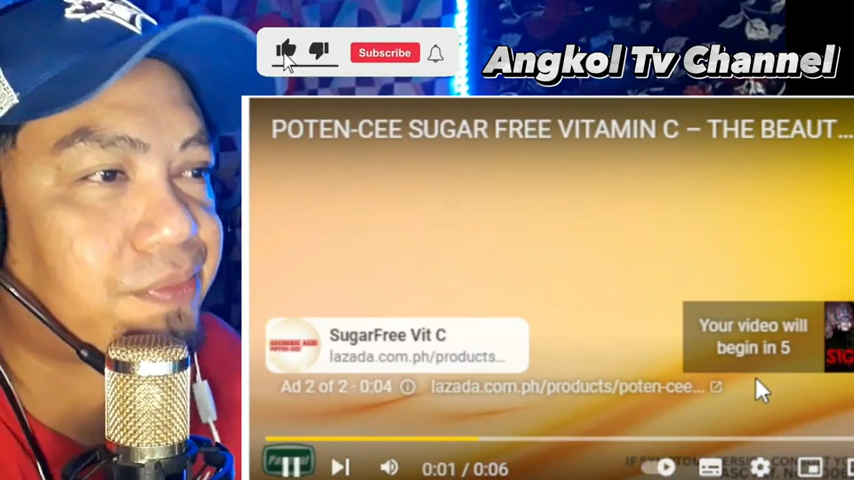 Subscribe
Angkol Tv Channel
POTEN-CEE SUGAR FREE VITAMIN C – THE BEAUT...
SugarFree Vit C
lazada.com.ph/products...
Your video will
begin in 5
Ad 2 of 2 · 0:04
lazada.com.ph/products/poten-cee...
0:01 / 0:06